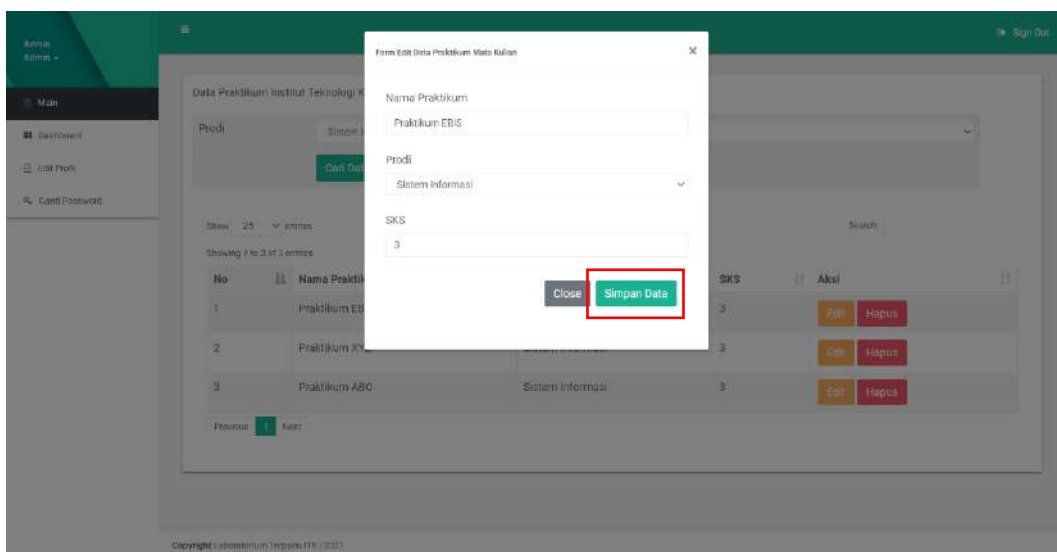 Admin
Admin
Sign Out
Main
Dashboard
Edit Profil
Ganti Password
Data Praktikum Institut Teknologi K
Prodi
Sistem I
Cari Dat
Show 25 entries
Search:
Showing 1 to 3 of 3 entries
No Nama Praktik SKS Aksi
1 Praktikum EB 3 Edit Hapus
2 Praktikum XYZ Sistem Informasi 3 Edit Hapus
3 Praktikum ABC Sistem Informasi 3 Edit Hapus
Previous 1 Next
Form Edit Data Praktikum Mata Kuliah ×
Nama Praktikum
Praktikum EBIS
Prodi
Sistem Informasi
SKS
3
Close Simpan Data
Copyright Laboratorium Terpadu ITK | 2021